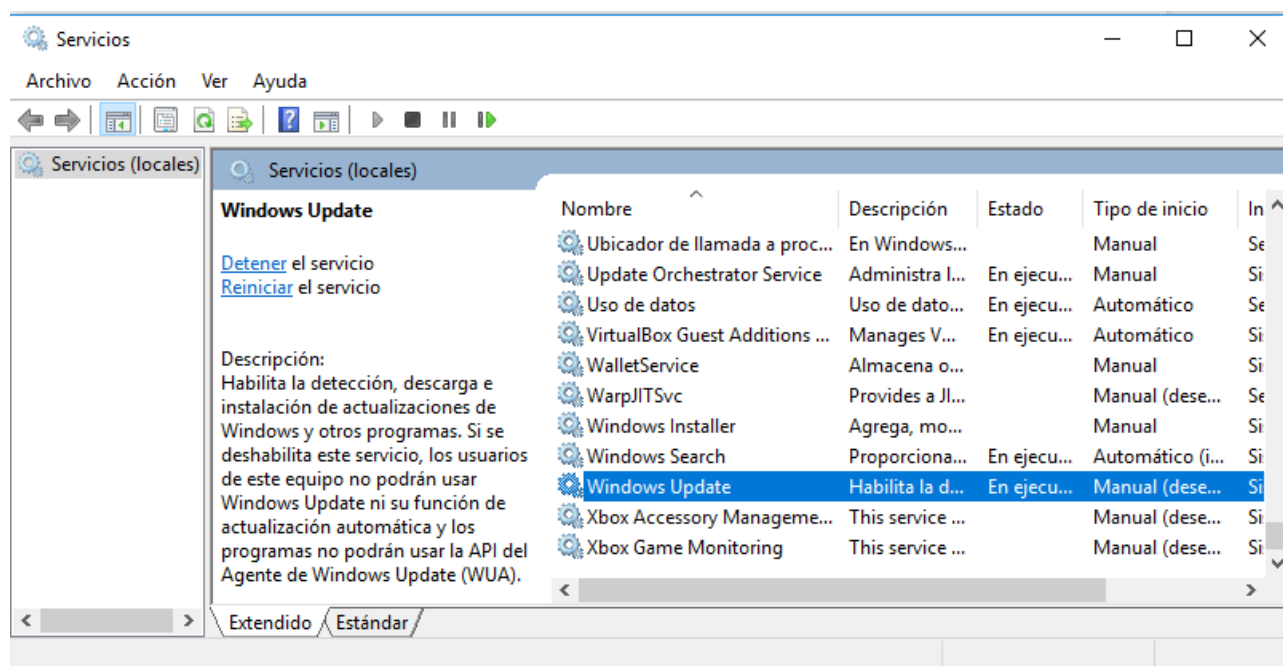 Servicios
Archivo Acción Ver Ayuda
Servicios (locales)
Servicios (locales)
Windows Update
Detener el servicio
Reiniciar el servicio
Descripción:
Habilita la detección, descarga e
instalación de actualizaciones de
Windows y otros programas. Si se
deshabilita este servicio, los usuarios
de este equipo no podrán usar
Windows Update ni su función de
actualización automática y los
programas no podrán usar la API del
Agente de Windows Update (WUA).
Nombre Descripción Estado Tipo de inicio In
Ubicador de llamada a proc... En Windows... Manual Se
Update Orchestrator Service Administra l... En ejecu... Manual Si
Uso de datos Uso de dato... En ejecu... Automático Se
VirtualBox Guest Additions ... Manages V... En ejecu... Automático Si
WalletService Almacena o... Manual Si
WarpJITSvc Provides a JI... Manual (dese... Se
Windows Installer Agrega, mo... Manual Si
Windows Search Proporciona... En ejecu... Automático (i... Si
Windows Update Habilita la d... En ejecu... Manual (dese... Si
Xbox Accessory Manageme... This service ... Manual (dese... Si
Xbox Game Monitoring This service ... Manual (dese... Si
Extendido Estándar